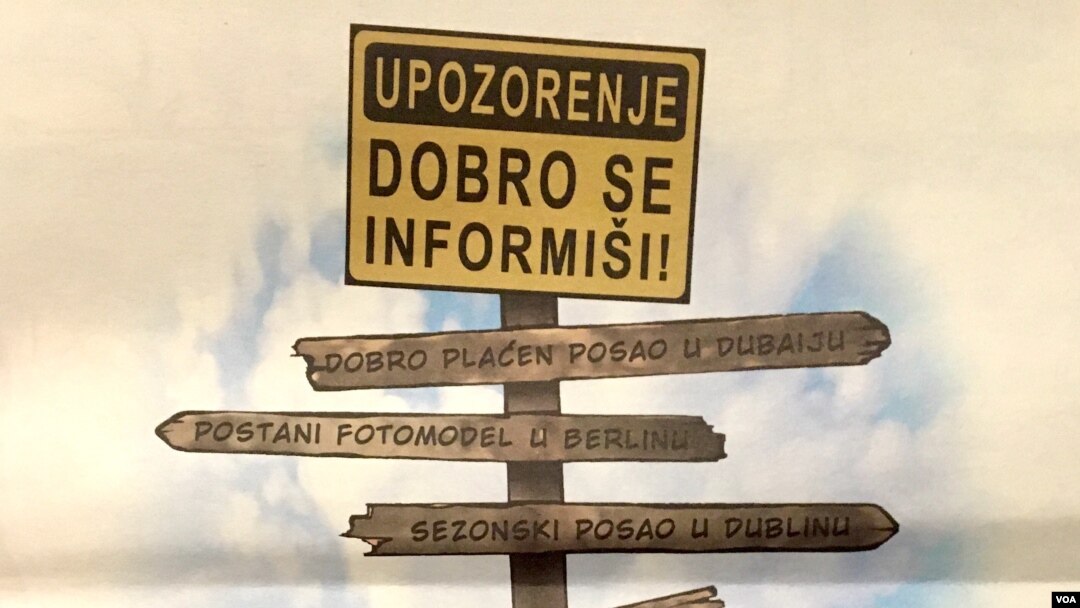 UPOZORENJE
DOBRO SE
INFORMIŠI!
DOBRO PLAĆEN POSAO U DUBAIJU
POSTANI FOTOMODEL U BERLINU
SEZONSKI POSAO U DUBLINU
VOA